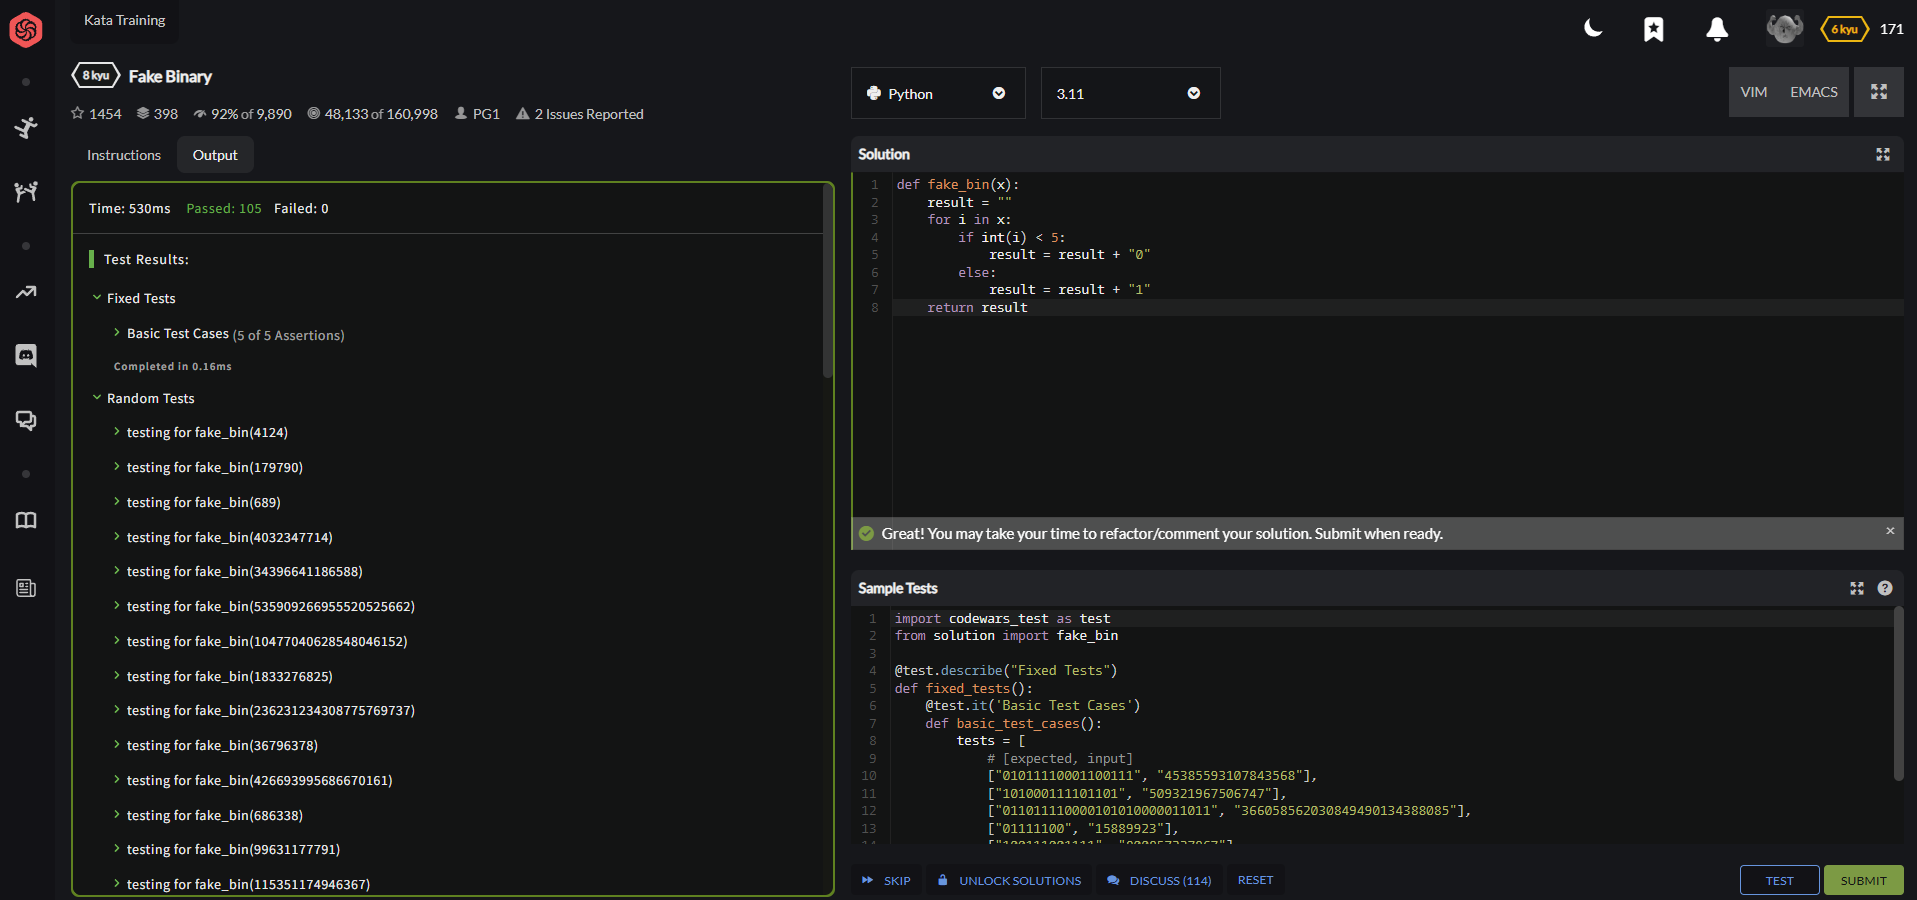 Kata Training
6 kyu 171
8 kyu Fake Binary
1454 398 92% of 9,890 48,133 of 160,998 PG1 2 Issues Reported
Instructions Output
Time: 530ms Passed: 105 Failed: 0
Test Results:
Fixed Tests
Basic Test Cases (5 of 5 Assertions)
Completed in 0.16ms
Random Tests
testing for fake_bin(4124)
testing for fake_bin(179790)
testing for fake_bin(689)
testing for fake_bin(4032347714)
testing for fake_bin(34396641186588)
testing for fake_bin(535909266955520525662)
testing for fake_bin(10477040628548046152)
testing for fake_bin(1833276825)
testing for fake_bin(236231234308775769737)
testing for fake_bin(36796378)
testing for fake_bin(426693995686670161)
testing for fake_bin(686338)
testing for fake_bin(99631177791)
testing for fake_bin(115351174946367)
Python 3.11 VIM EMACS
Solution
1 def fake_bin(x):
2 result = ""
3 for i in x:
4 if int(i) < 5:
5 result = result + "0"
6 else:
7 result = result + "1"
8 return result
Great! You may take your time to refactor/comment your solution. Submit when ready.
Sample Tests
1 import codewars_test as test
2 from solution import fake_bin
3
4 @test.describe("Fixed Tests")
5 def fixed_tests():
6 @test.it('Basic Test Cases')
7 def basic_test_cases():
8 tests = [
9 # [expected, input]
10 ["01011110001100111", "45385593107843568"],
11 ["101000111101101", "509321967506747"],
12 ["011011110000101010000011011", "366058562030849490134388085"],
13 ["01111100", "15889923"],
SKIP UNLOCK SOLUTIONS DISCUSS (114) RESET TEST SUBMIT